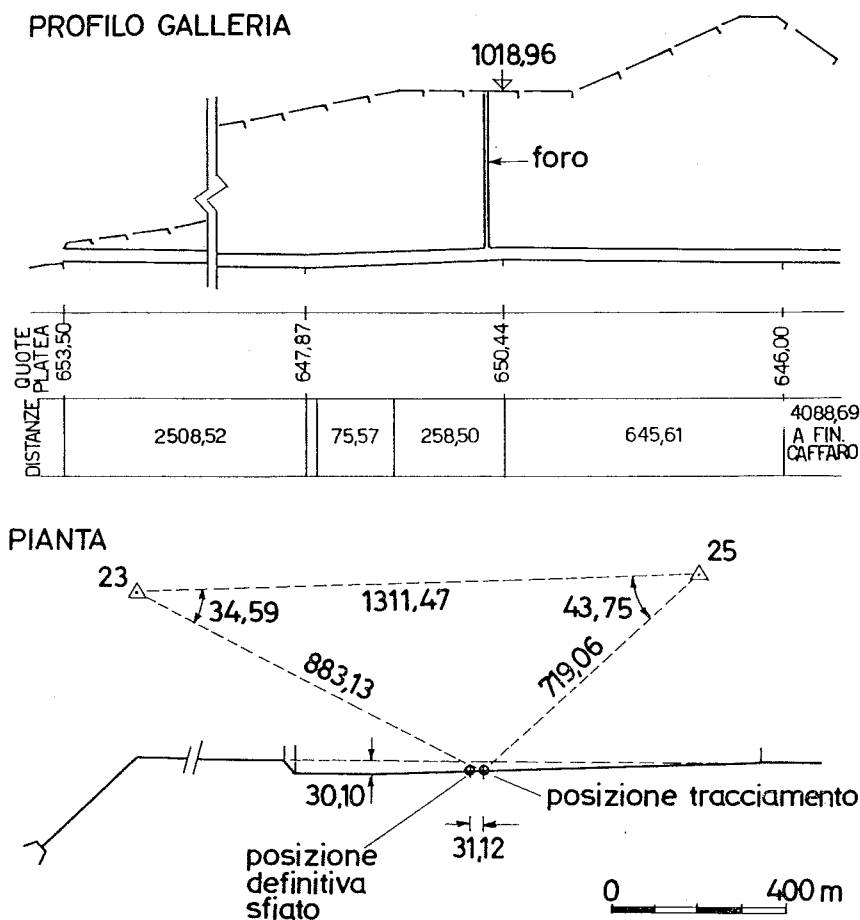 PROFILO GALLERIA
1018,96
foro
QUOTE
PLATEA
653,50
647,87
650,44
646,00
DISTANZE
2508,52
75,57
258,50
645,61
4088,69
A FIN.
CAFFARO
PIANTA
23
25
34,59
1311,47
43,75
883,13
719,06
30,10
posizione tracciamento
31,12
posizione
definitiva
sfiato
0
400 m